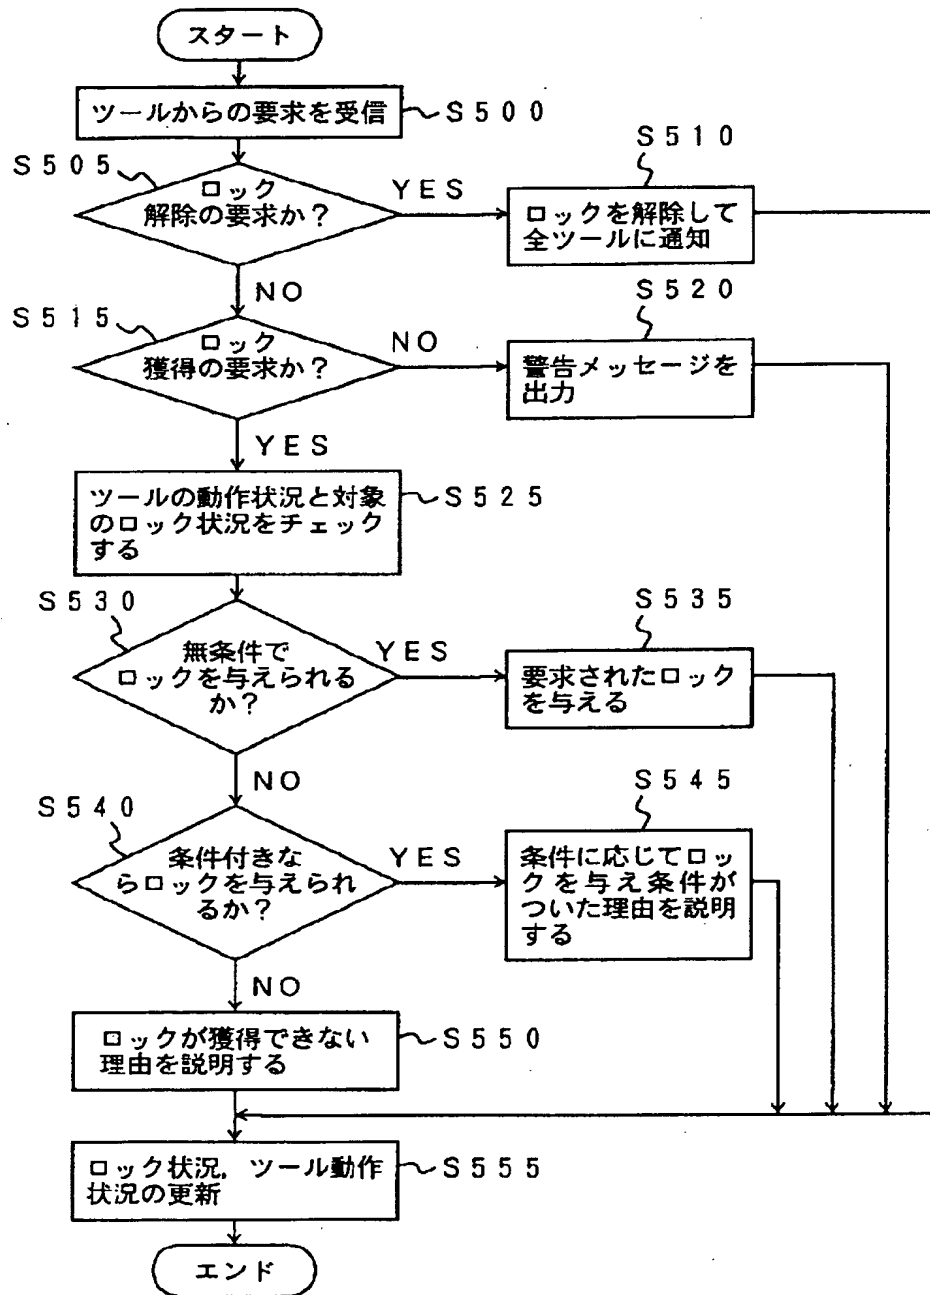 スタート
ツールからの要求を受信
S500
S505
ロック
解除の要求か？
YES
S510
ロックを解除して
全ツールに通知
NO
S515
ロック
獲得の要求か？
NO
S520
警告メッセージを
出力
YES
ツールの動作状況と対象
のロック状況をチェック
する
S525
S530
無条件で
ロックを与えられる
か？
YES
S535
要求されたロック
を与える
NO
S540
条件付きな
らロックを与えられ
るか？
YES
S545
条件に応じてロッ
クを与え条件が
ついた理由を説明
する
NO
ロックが獲得できない
理由を説明する
S550
ロック状況，ツール動作
状況の更新
S555
エンド